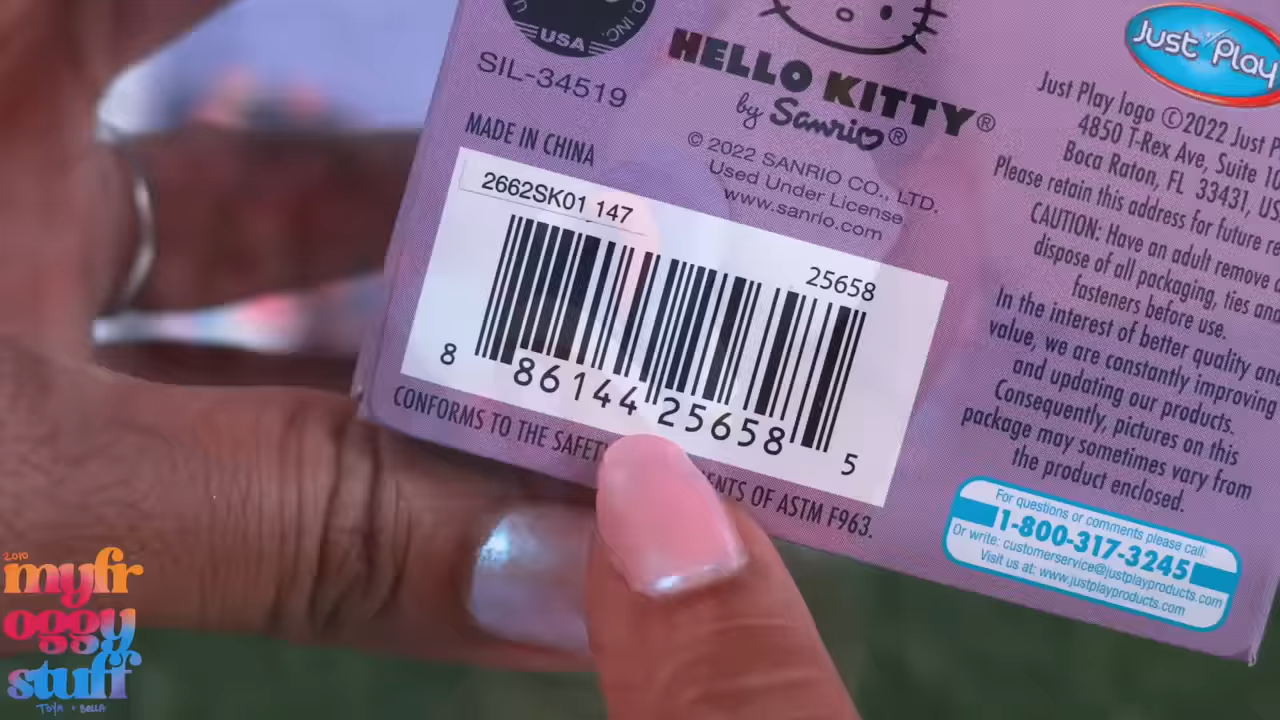 O., INC.
U
USA
SIL-34519
MADE IN CHINA
HELLO KITTY®
by Sanrio®
© 2022 SANRIO CO., LTD.
Used Under License
www.sanrio.com
2662SK01 147
25658
8 86144 25658 5
CONFORMS TO THE SAFET
ENTS OF ASTM F963.
Just Play
Just Play logo ©2022 Just P
4850 T-Rex Ave, Suite 10
Boca Raton, FL 33431, US
Please retain this address for future re
CAUTION: Have an adult remove a
dispose of all packaging, ties and
fasteners before use.
In the interest of better quality and
value, we are constantly improving
and updating our products.
Consequently, pictures on this
package may sometimes vary from
the product enclosed.
For questions or comments please call:
1-800-317-3245
Or write: customerservice@justplayproducts.com
Visit us at: www.justplayproducts.com
2010
myfr
oggy
stuff
TOYA + BELLA